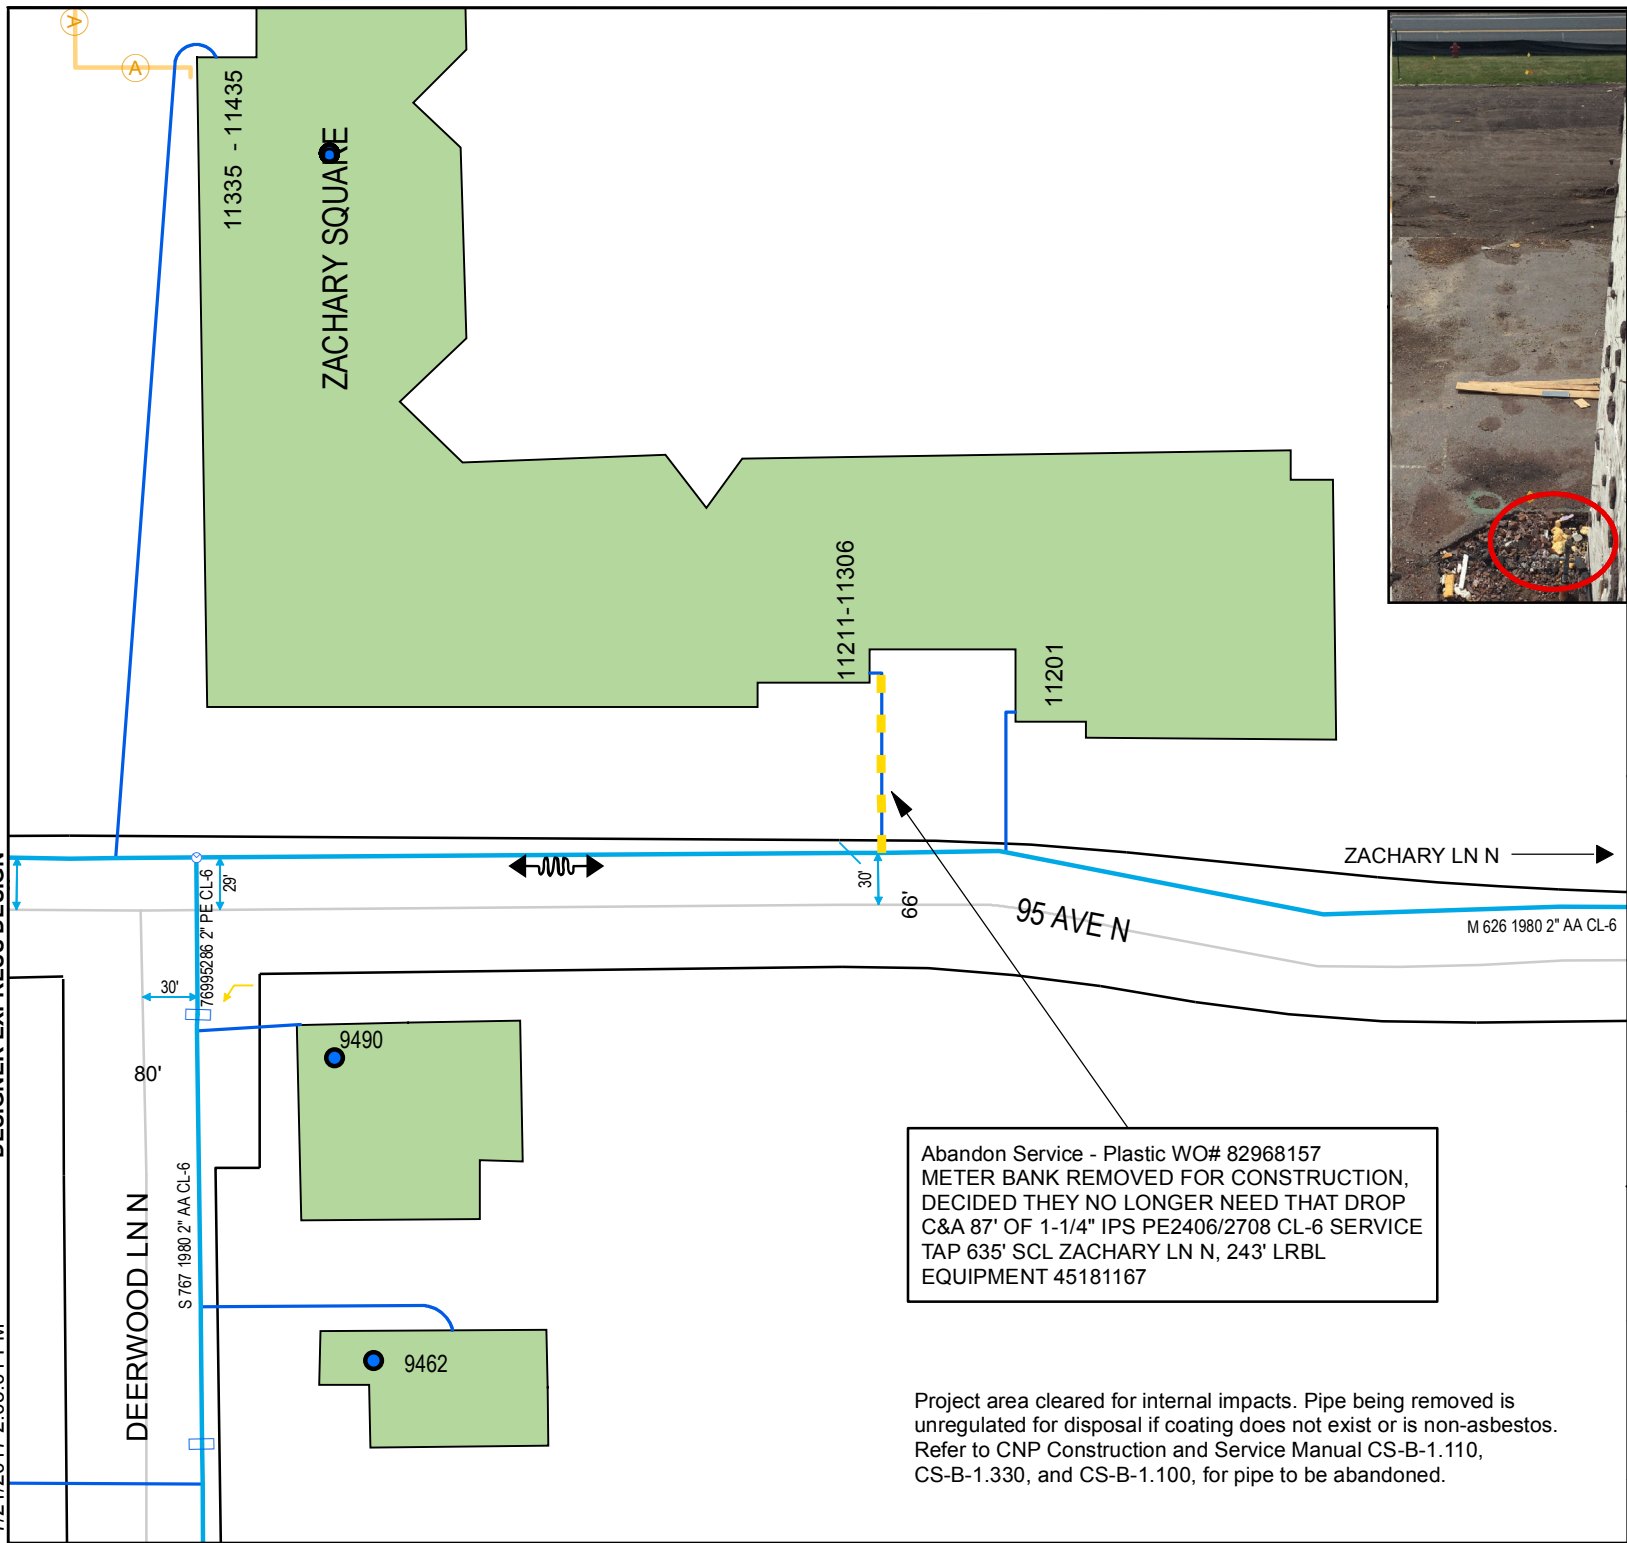 A
A
11335 - 11435
ZACHARY SQUARE
11211-11306
11201
ZACHARY LN N
29'
30'
66'
95 AVE N
M 626 1980 2" AA CL-6
76995286 2" PE CL-6
30'
9490
80'
Abandon Service - Plastic WO# 82968157
METER BANK REMOVED FOR CONSTRUCTION,
DECIDED THEY NO LONGER NEED THAT DROP
C&A 87' OF 1-1/4" IPS PE2406/2708 CL-6 SERVICE
TAP 635' SCL ZACHARY LN N, 243' LRBL
EQUIPMENT 45181167
S 767 1980 2" AA CL-6
DEERWOOD LN N
9462
Project area cleared for internal impacts. Pipe being removed is
unregulated for disposal if coating does not exist or is non-asbestos.
Refer to CNP Construction and Service Manual CS-B-1.110,
CS-B-1.330, and CS-B-1.100, for pipe to be abandoned.